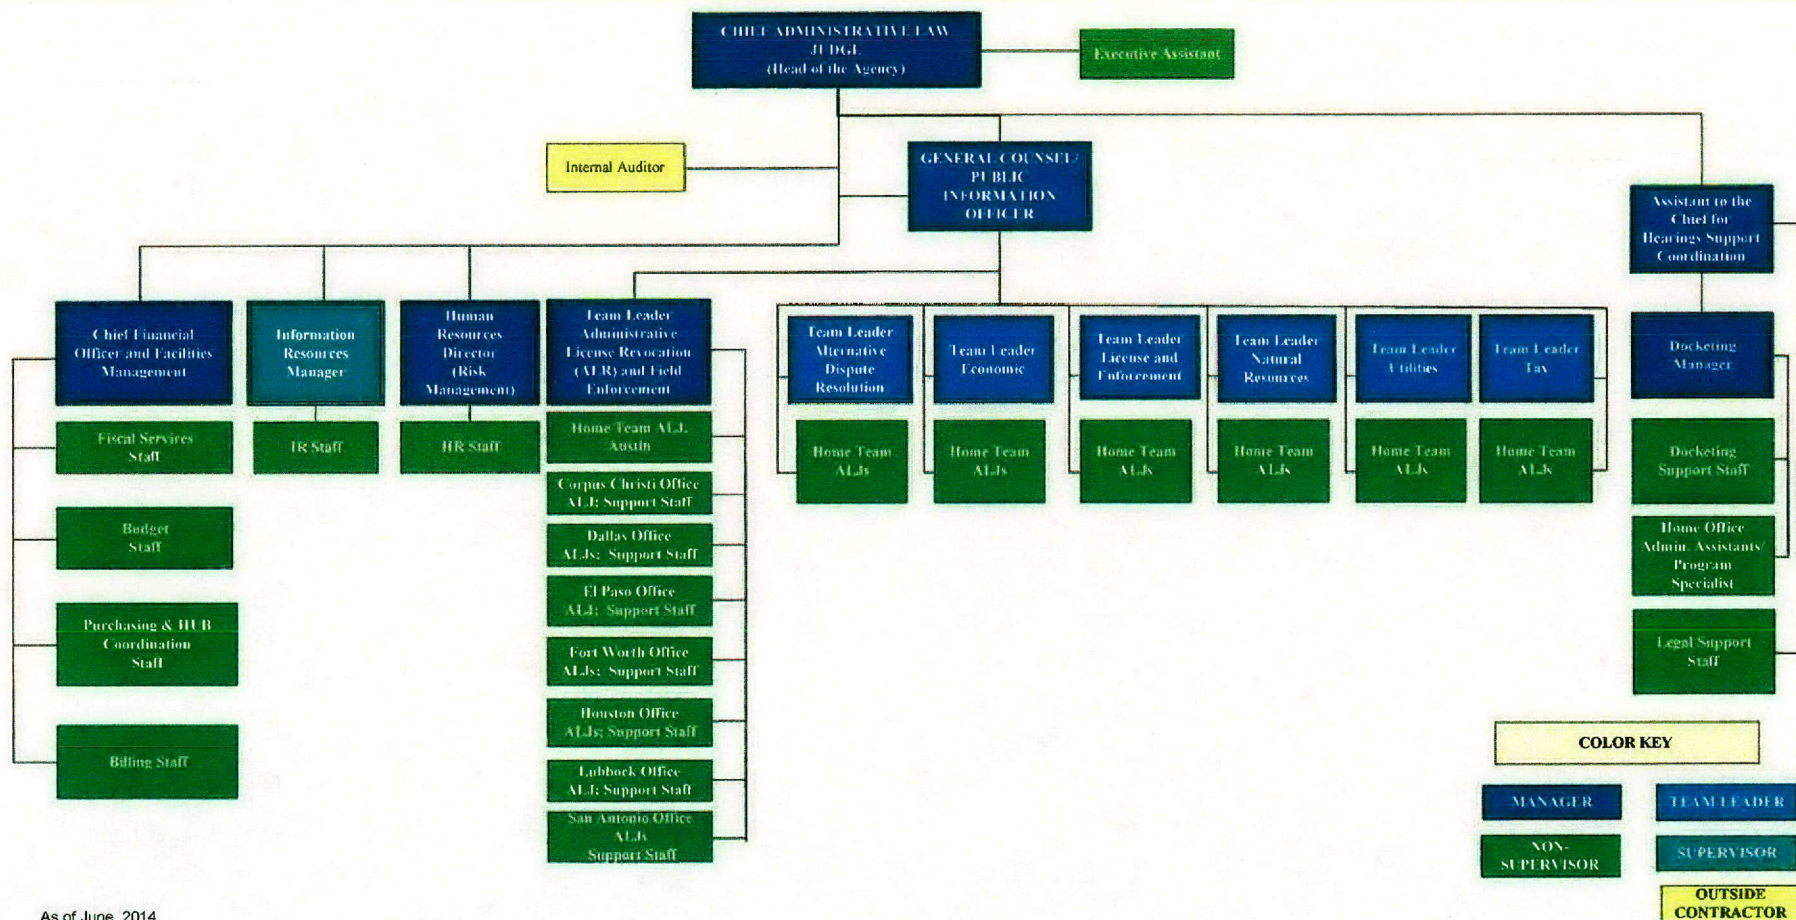 CHIEF ADMINISTRATIVE LAW
JUDGE
(Head of the Agency)
Executive Assistant
Internal Auditor
GENERAL COUNSEL/
PUBLIC
INFORMATION
OFFICER
Assistant to the
Chief for
Hearings Support
Coordination
Chief Financial
Officer and Facilities
Management
Information
Resources
Manager
Human
Resources
Director
(Risk
Management)
Team Leader
Administrative
License Revocation
(ALR) and Field
Enforcement
Team Leader
Alternative
Dispute
Resolution
Team Leader
Economic
Team Leader
License and
Enforcement
Team Leader
Natural
Resources
Team Leader
Utilities
Team Leader
Tax
Docketing
Manager
Fiscal Services
Staff
IR Staff
HR Staff
Home Team ALJ,
Austin
Home Team
ALJs
Home Team
ALJs
Home Team
ALJs
Home Team
ALJs
Home Team
ALJs
Home Team
ALJs
Docketing
Support Staff
Corpus Christi Office
ALJ; Support Staff
Budget
Staff
Dallas Office
ALJs; Support Staff
Home Office
Admin. Assistants/
Program
Specialist
El Paso Office
ALJ; Support Staff
Purchasing & HUB
Coordination
Staff
Fort Worth Office
ALJs; Support Staff
Legal Support
Staff
Houston Office
ALJs; Support Staff
Billing Staff
Lubbock Office
ALJ; Support Staff
San Antonio Office
ALJs
Support Staff
COLOR KEY
MANAGER
TEAM LEADER
NON-
SUPERVISOR
SUPERVISOR
OUTSIDE
CONTRACTOR
As of June, 2014